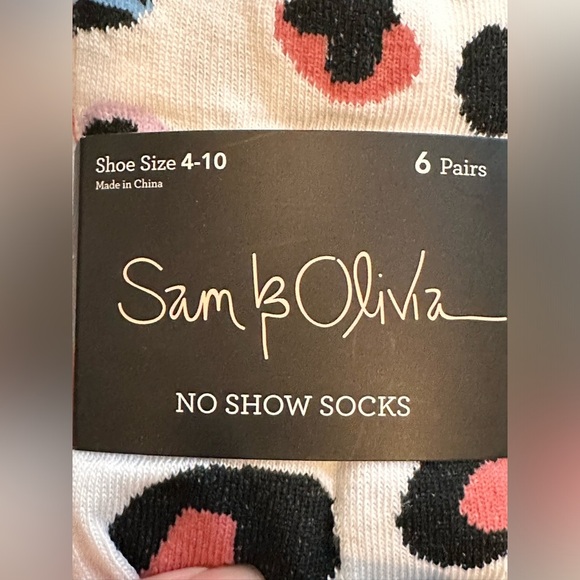 Shoe Size 4-10
6 Pairs
Made in China
Sam & Olivia
NO SHOW SOCKS